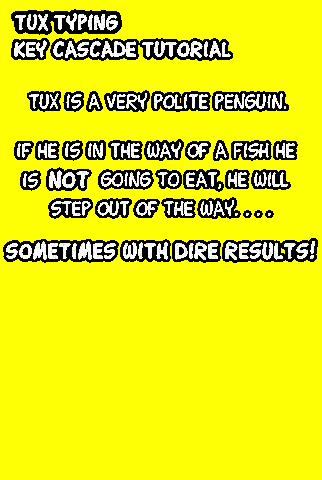 TUX TYPING
KEY CASCADE TUTORIAL
TUX IS A VERY POLITE PENGUIN.
IF HE IS IN THE WAY OF A FISH HE
IS NOT GOING TO EAT, HE WILL
STEP OUT OF THE WAY. . . .
SOMETIMES WITH DIRE RESULTS!